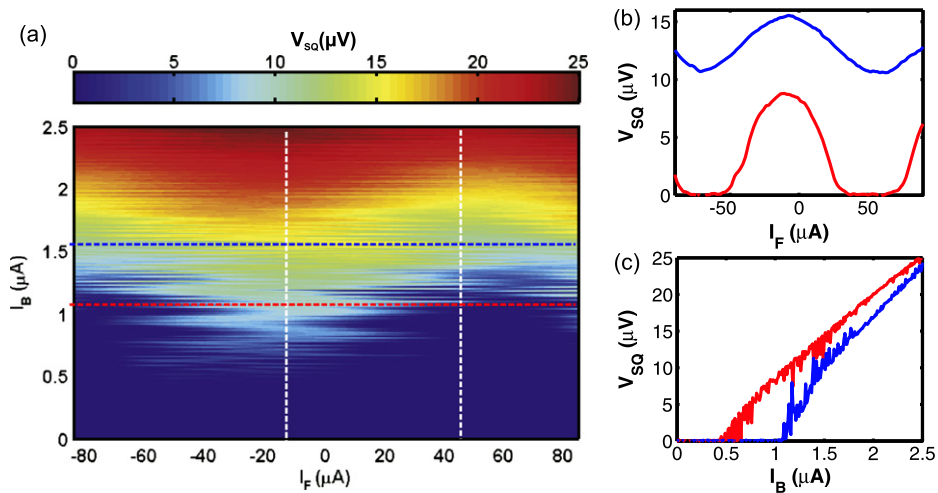 (a)
V_SQ(µV)
0 5 10 15 20 25
2.5
2
1.5
1
0.5
0
I_B (µA)
-80 -60 -40 -20 0 20 40 60 80
I_F (µA)
(b)
15
10
5
0
V_SQ (µV)
-50 0 50
I_F (µA)
(c)
25
20
15
10
5
0
V_SQ (µV)
0 0.5 1 1.5 2 2.5
I_B (µA)